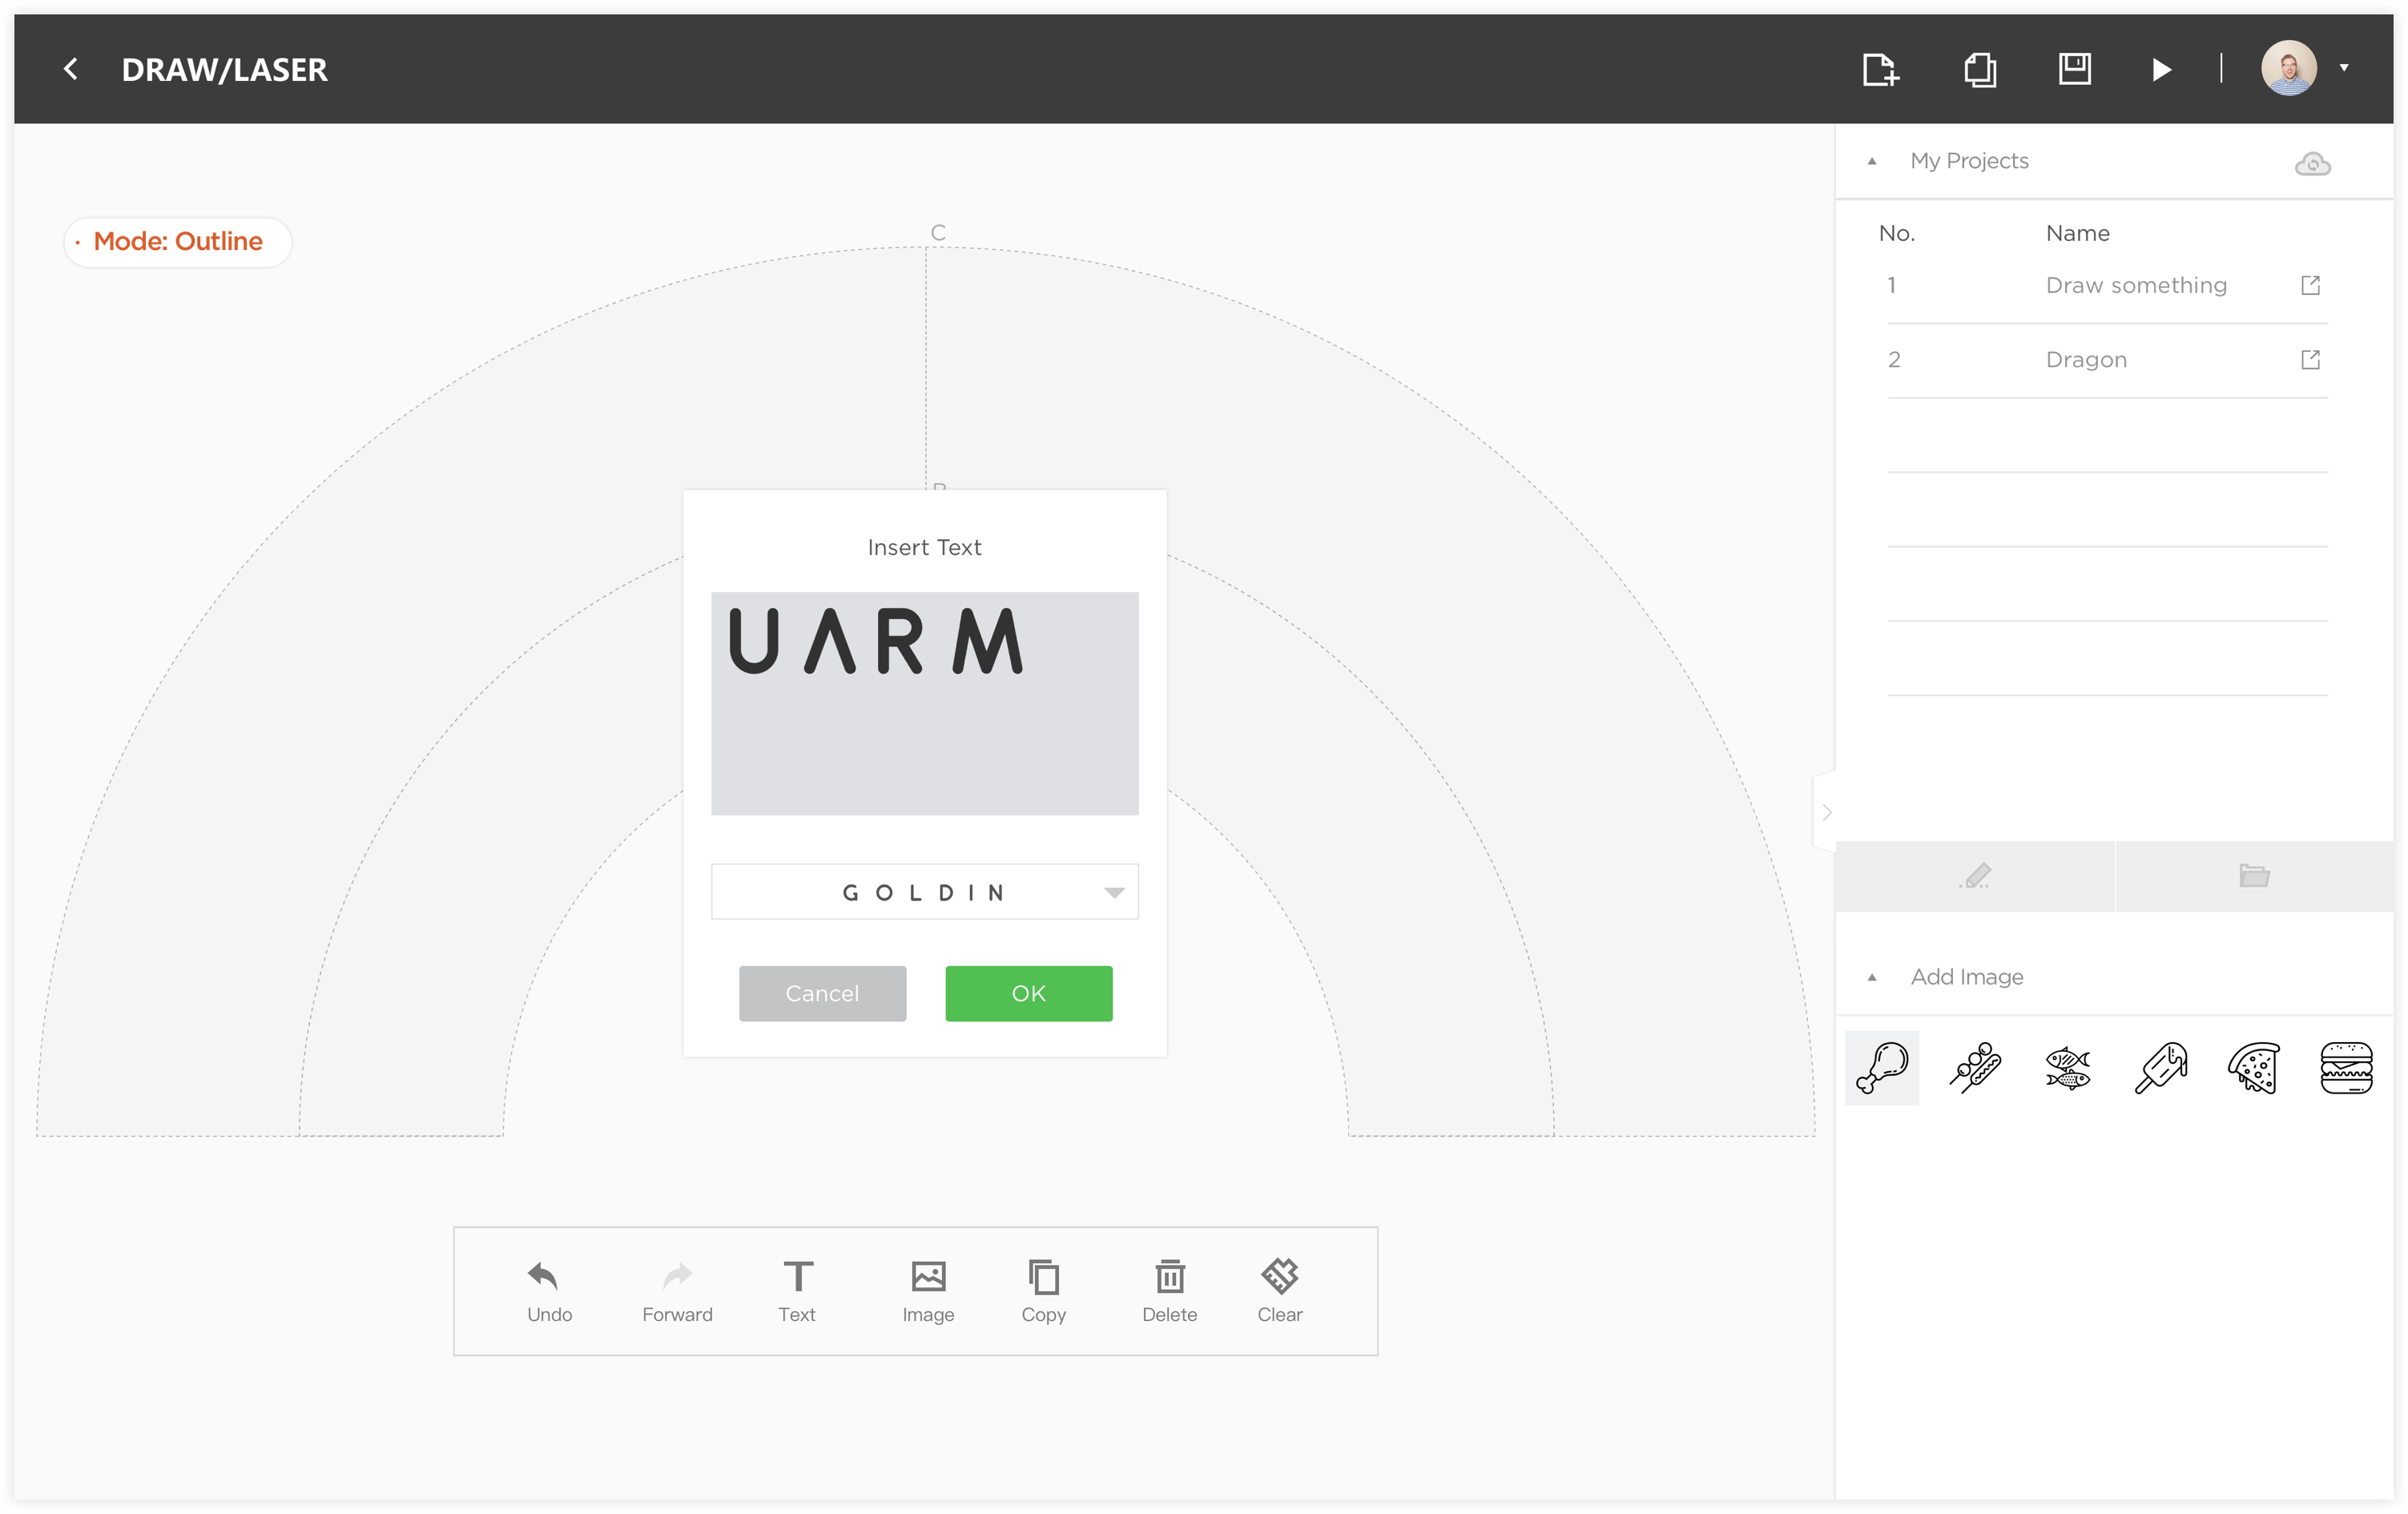 DRAW/LASER
Mode: Outline
C
B
Insert Text
UARM
GOLDIN
Cancel
OK
My Projects
No. Name
1 Draw something
2 Dragon
Add Image
Undo Forward Text Image Copy Delete Clear